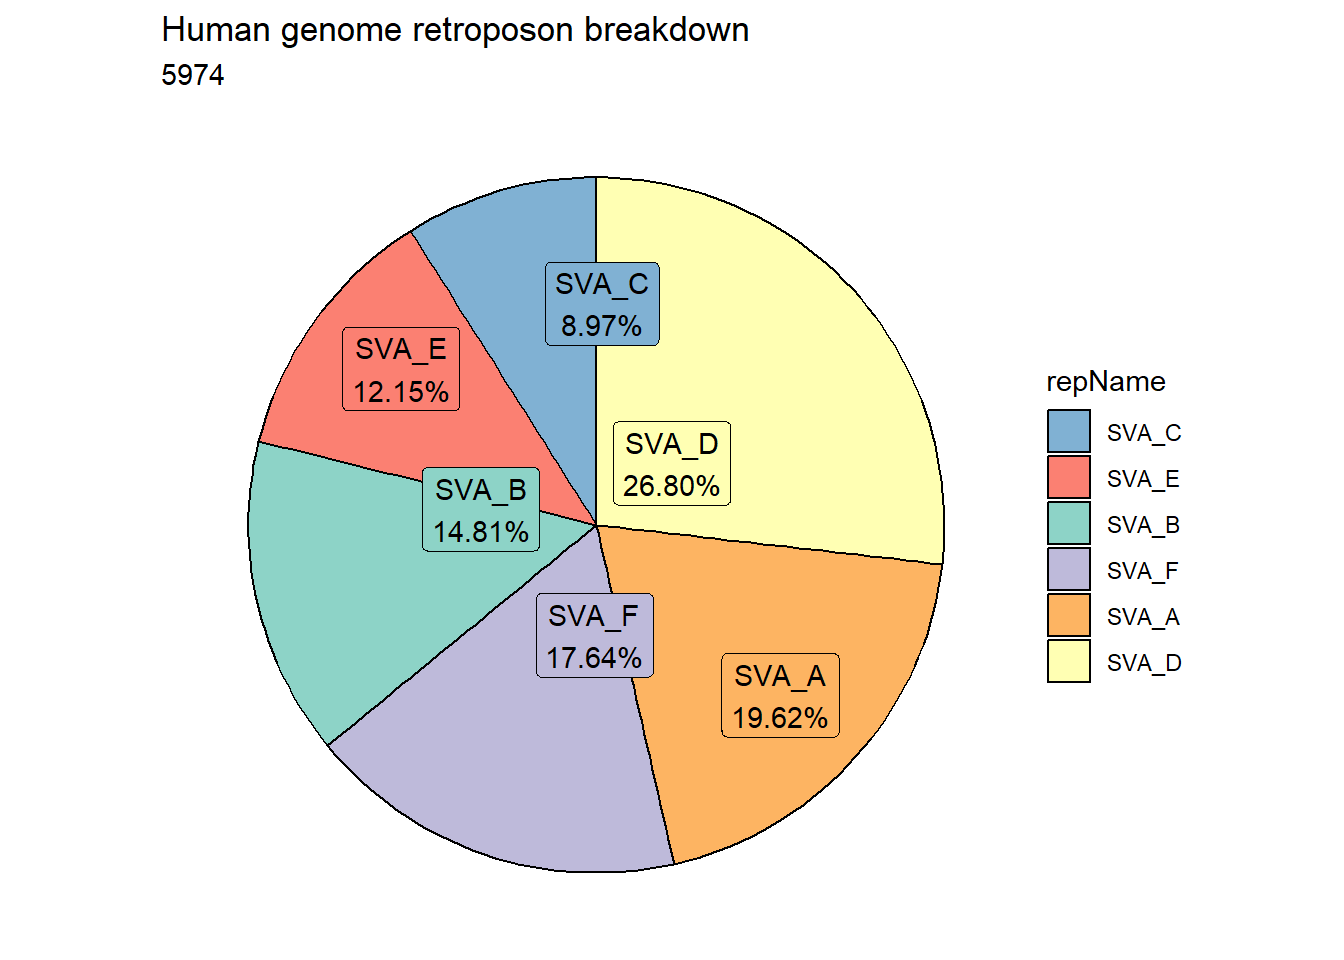 Human genome retroposon breakdown
5974
SVA_C
8.97%
SVA_E
12.15%
SVA_D
26.80%
SVA_B
14.81%
SVA_F
17.64%
SVA_A
19.62%
repName
SVA_C
SVA_E
SVA_B
SVA_F
SVA_A
SVA_D